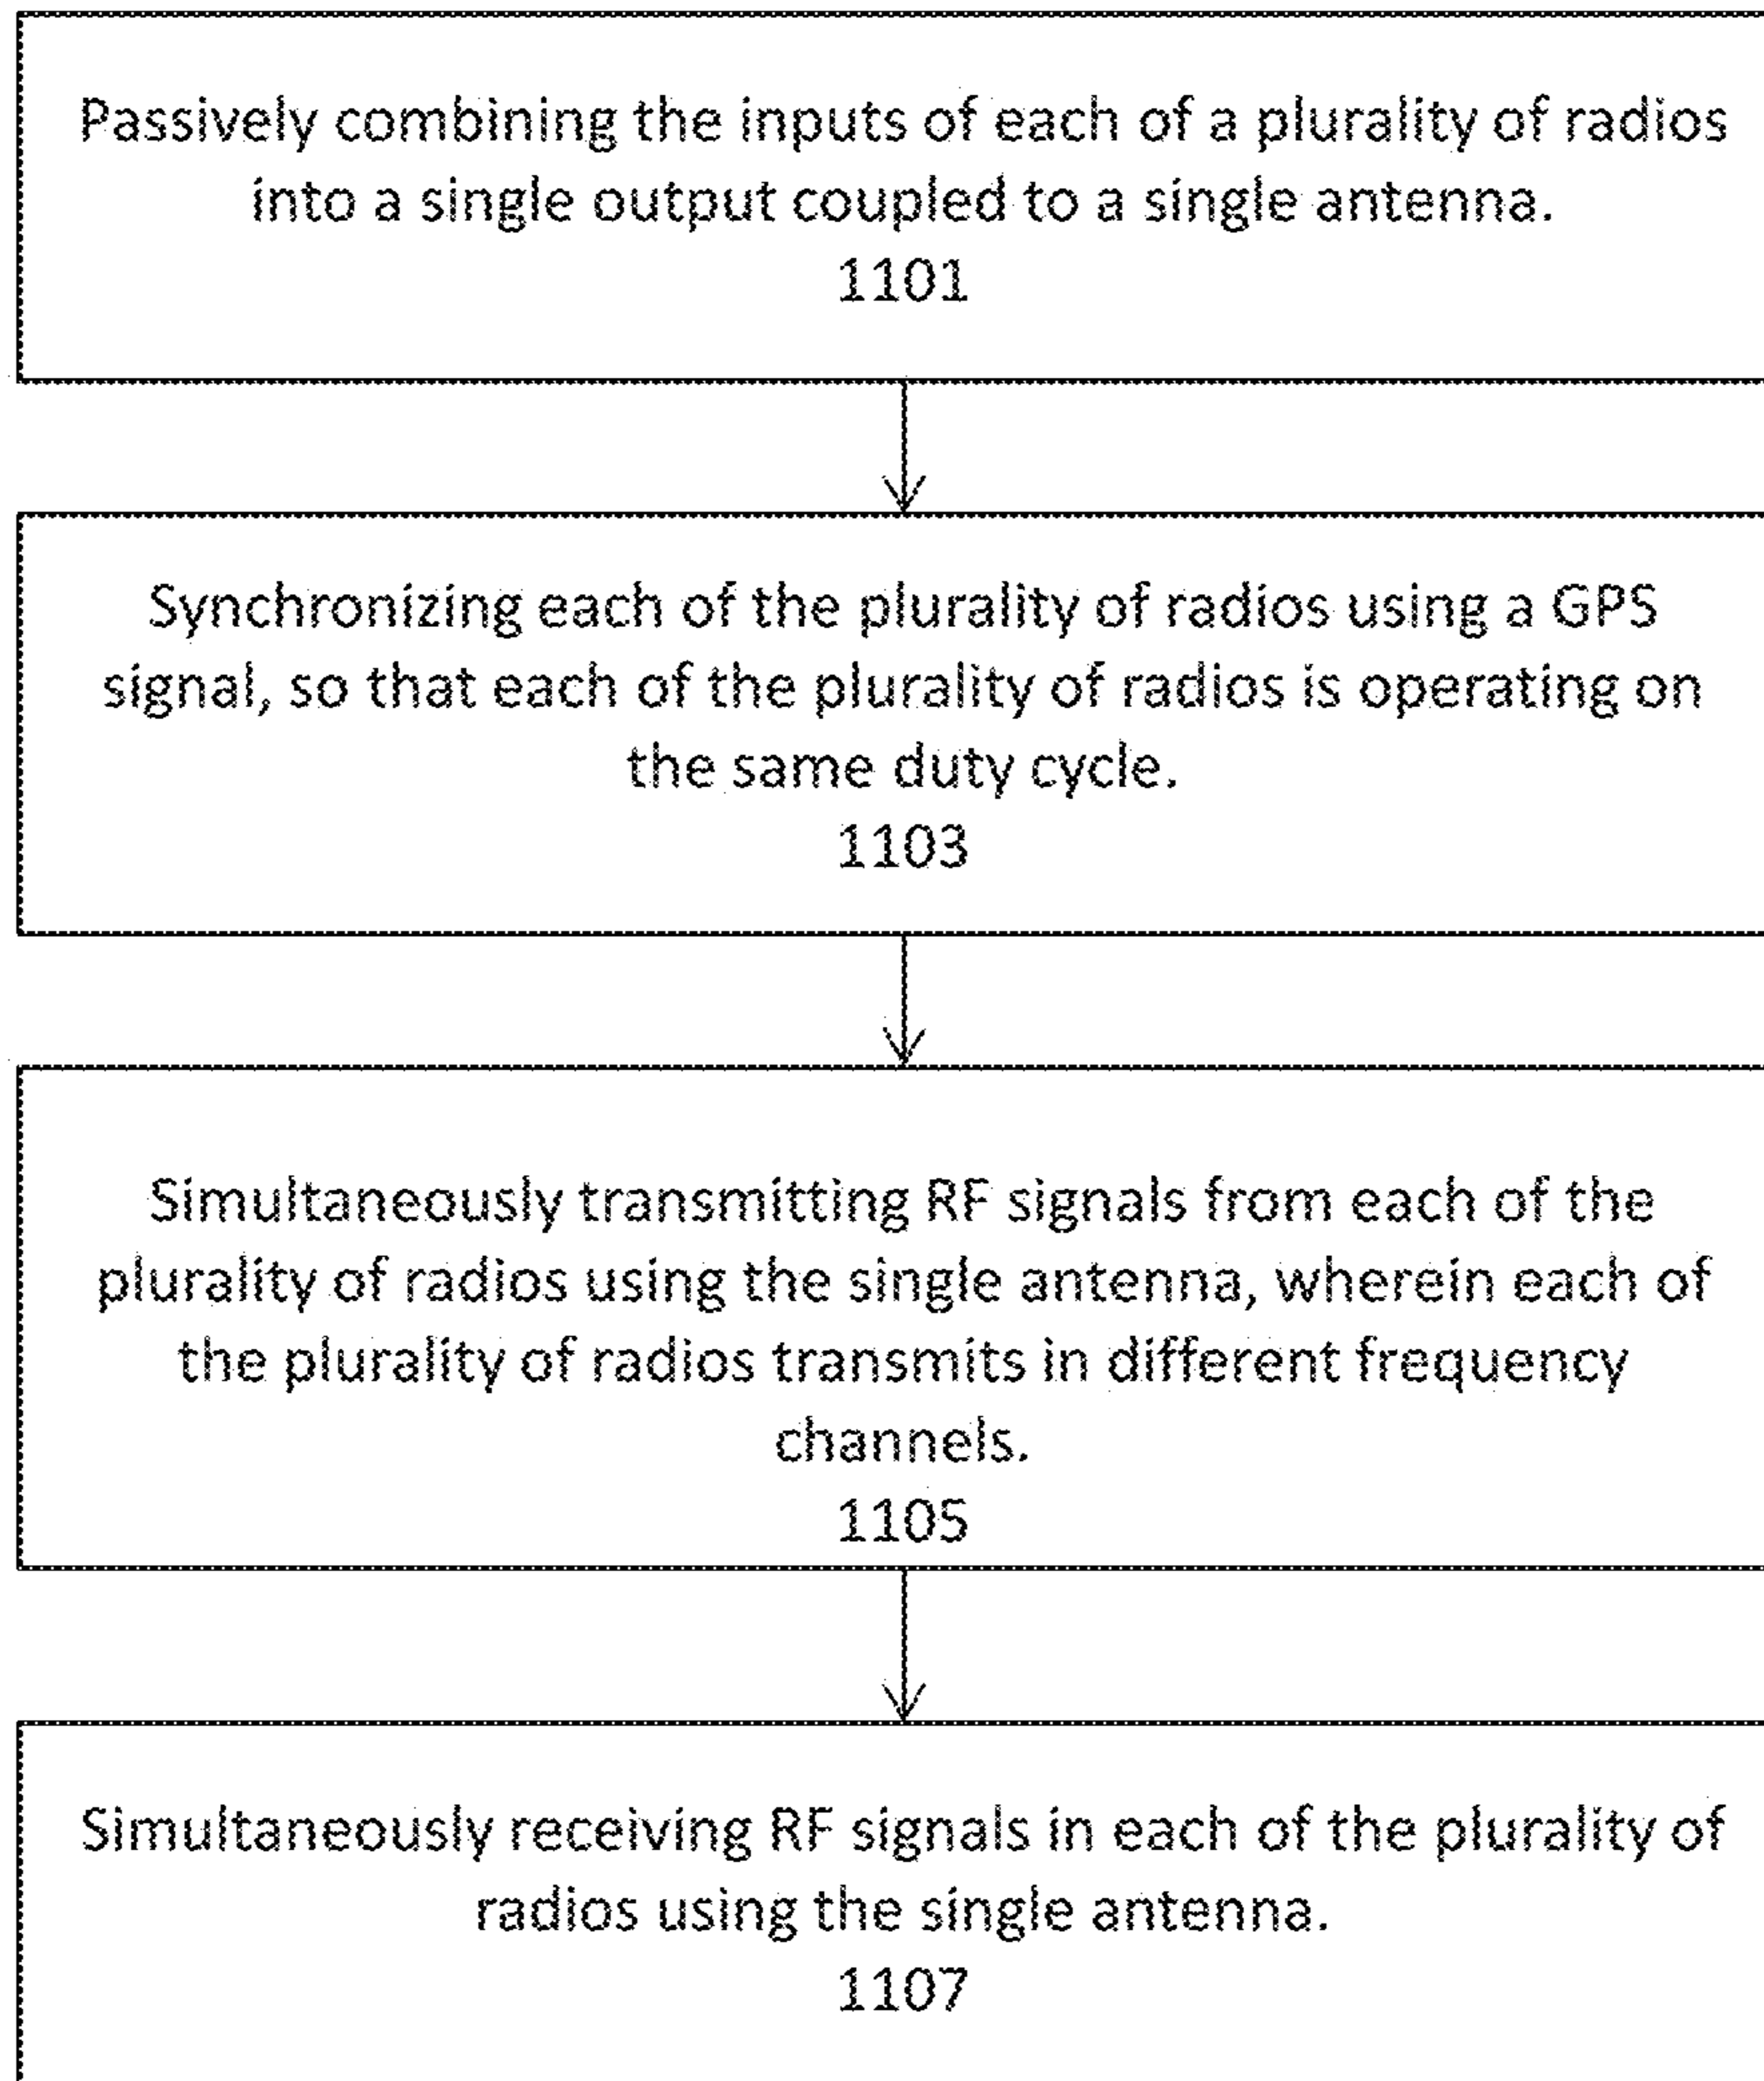 Passively combining the inputs of each of a plurality of radios
into a single output coupled to a single antenna.
1101
Synchronizing each of the plurality of radios using a GPS
signal, so that each of the plurality of radios is operating on
the same duty cycle.
1103
Simultaneously transmitting RF signals from each of the
plurality of radios using the single antenna, wherein each of
the plurality of radios transmits in different frequency
channels.
1105
Simultaneously receiving RF signals in each of the plurality of
radios using the single antenna.
1107